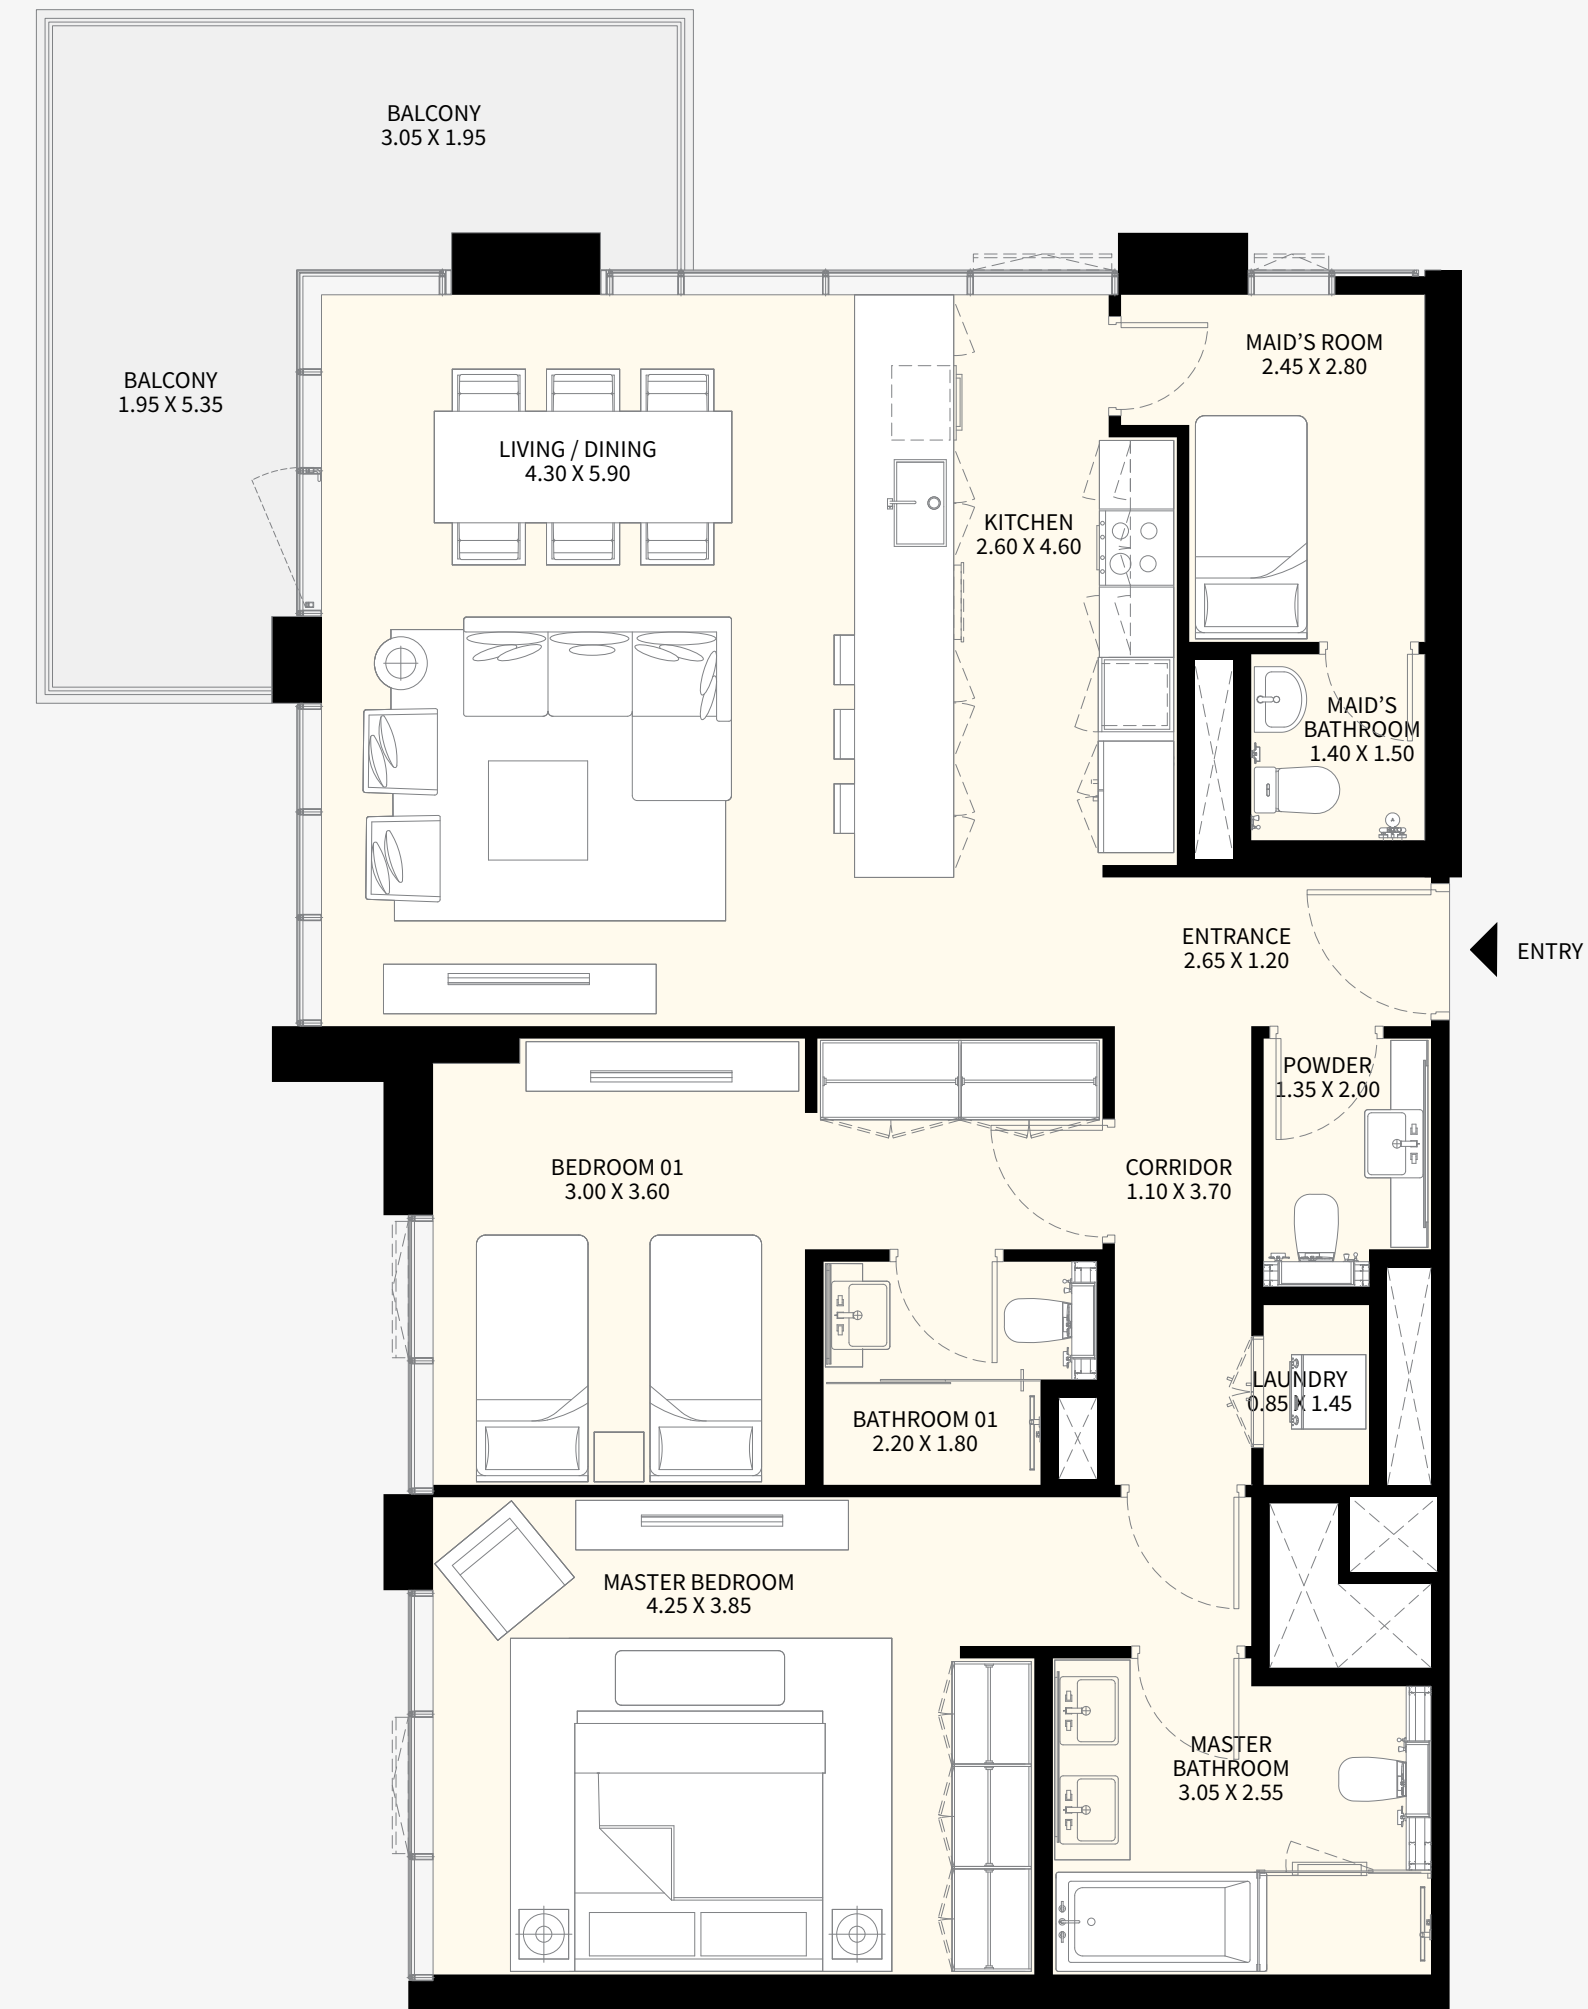 BALCONY
3.05 X 1.95
BALCONY
1.95 X 5.35
MAID'S ROOM
2.45 X 2.80
LIVING / DINING
4.30 X 5.90
KITCHEN
2.60 X 4.60
MAID'S
BATHROOM
1.40 X 1.50
ENTRANCE
2.65 X 1.20
ENTRY
POWDER
1.35 X 2.00
BEDROOM 01
3.00 X 3.60
CORRIDOR
1.10 X 3.70
LAUNDRY
0.85 X 1.45
BATHROOM 01
2.20 X 1.80
MASTER BEDROOM
4.25 X 3.85
MASTER
BATHROOM
3.05 X 2.55